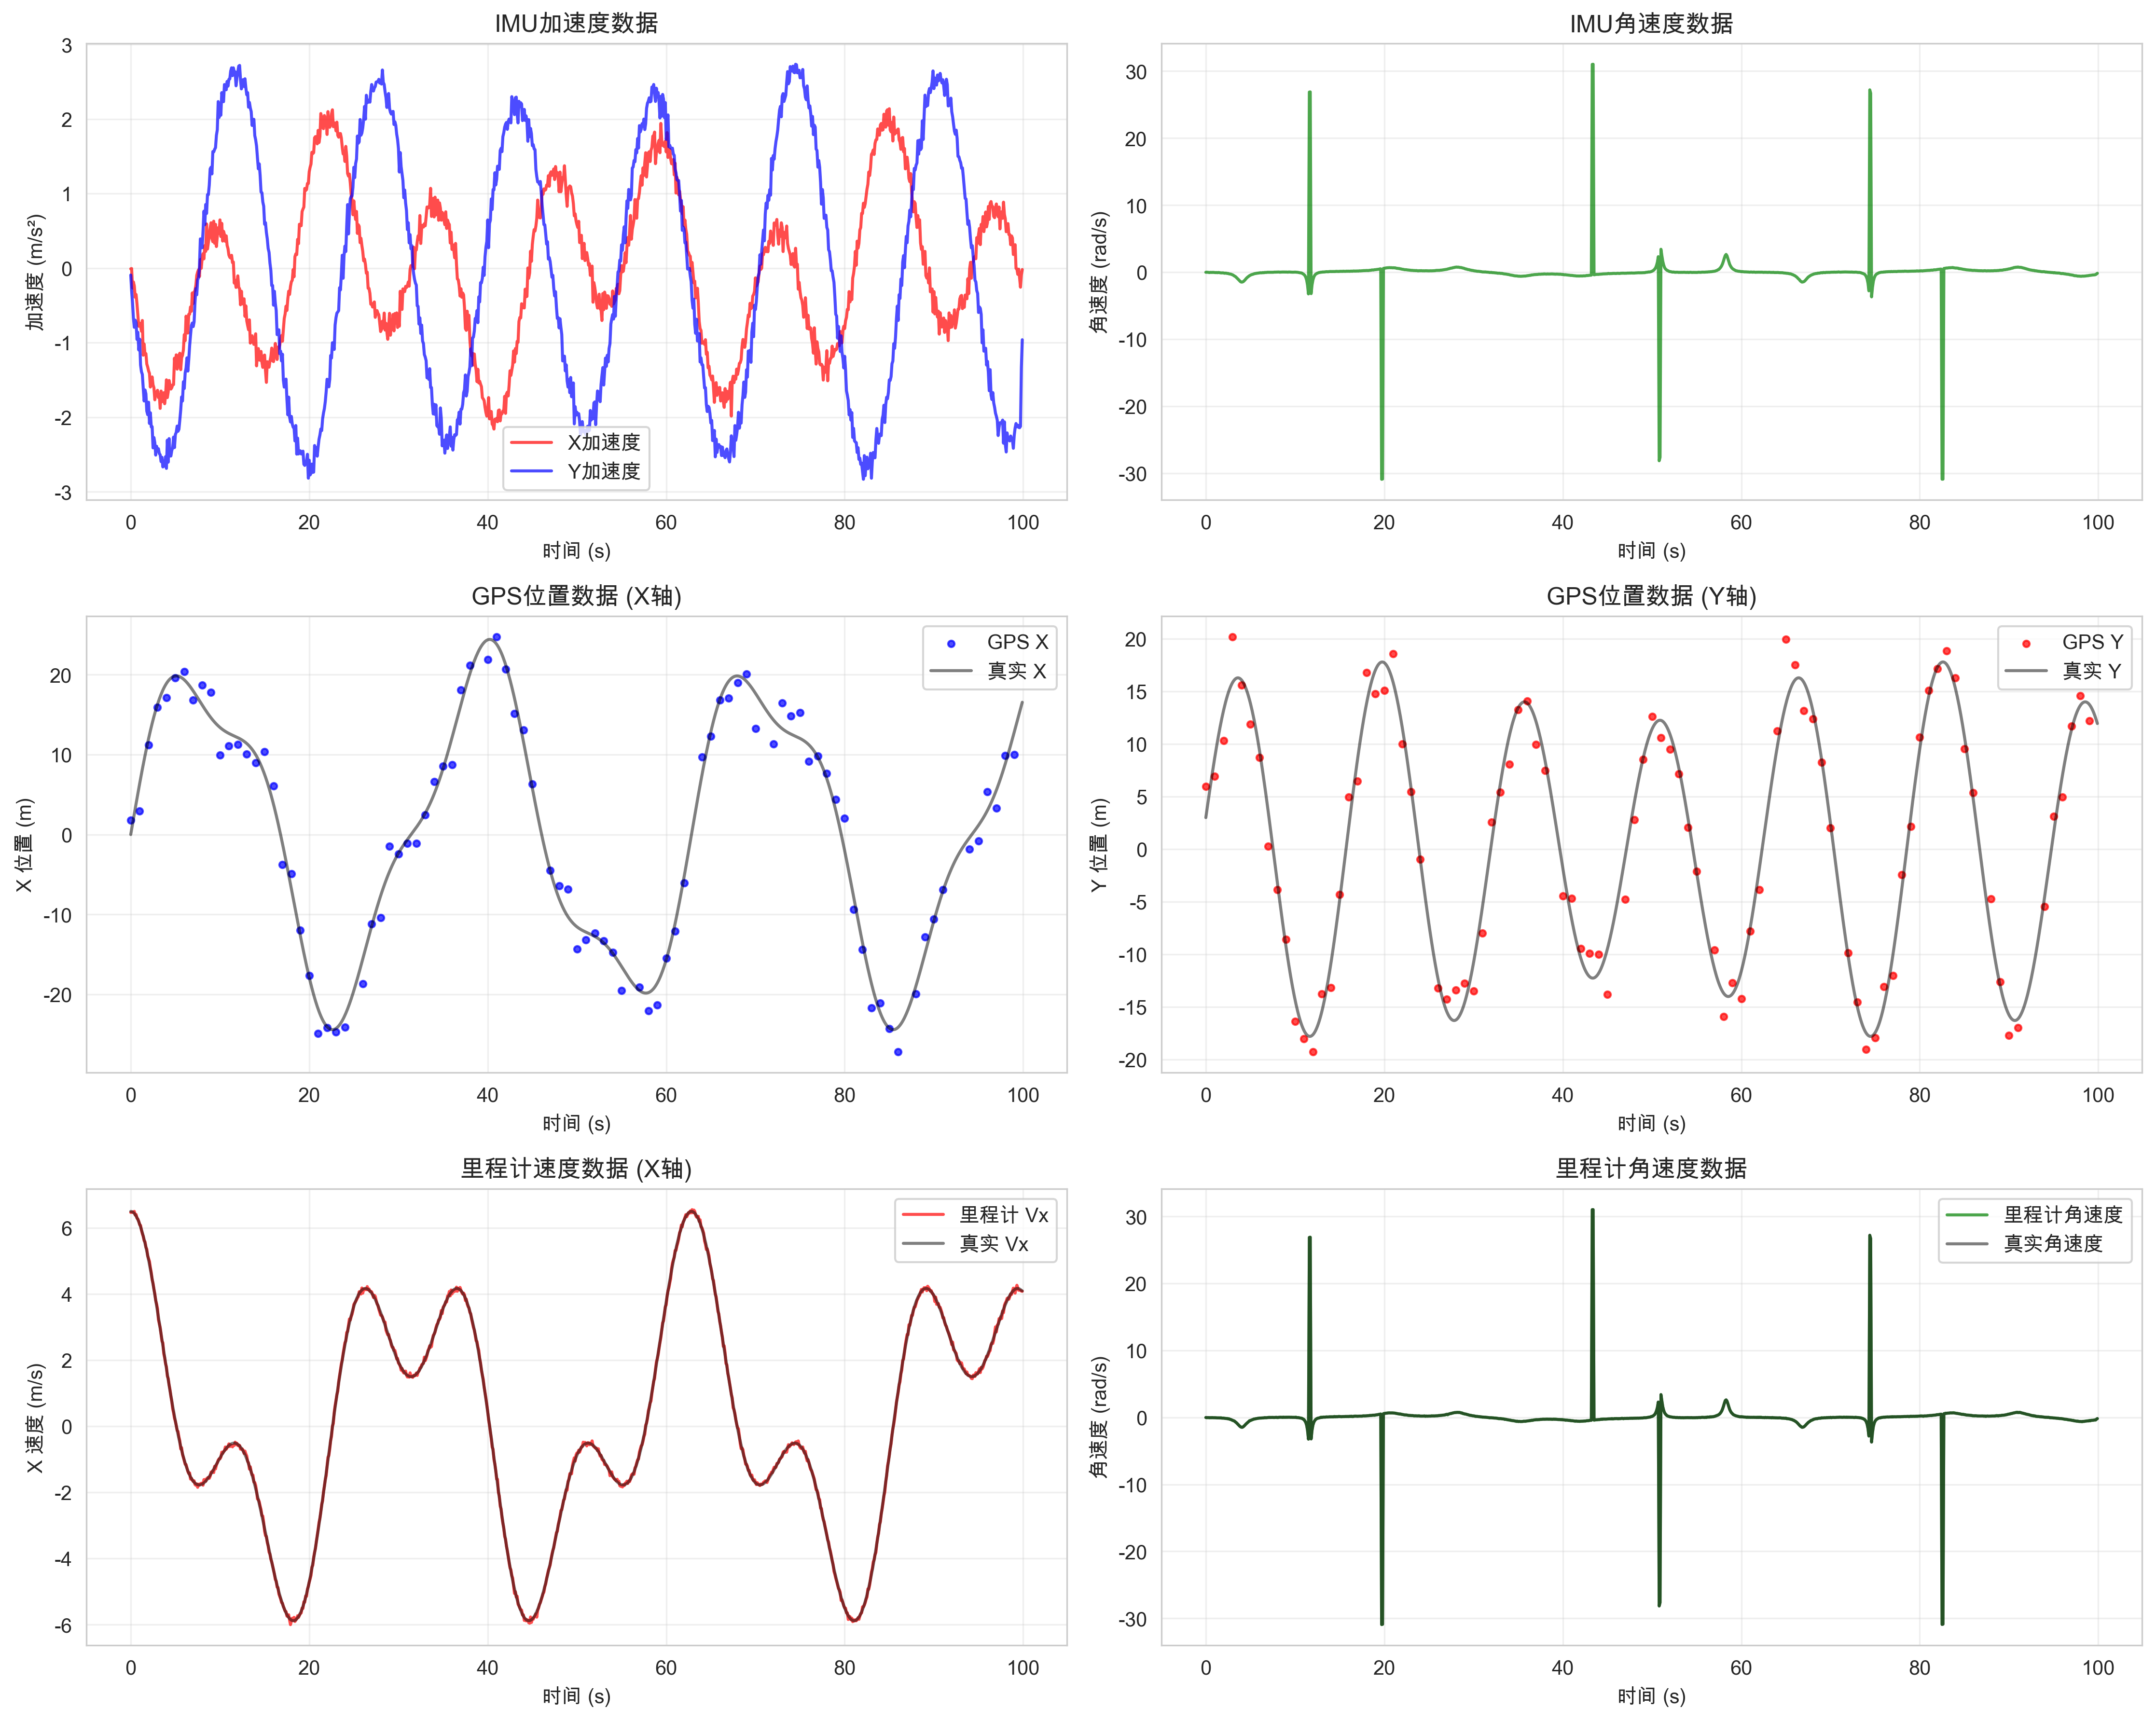 IMU加速度数据
加速度 (m/s²)
3
2
1
0
-1
-2
-3
X加速度
Y加速度
0 20 40 60 80 100
时间 (s)
IMU角速度数据
角速度 (rad/s)
30
20
10
0
-10
-20
-30
0 20 40 60 80 100
时间 (s)
GPS位置数据 (X轴)
X 位置 (m)
20
10
0
-10
-20
GPS X
真实 X
0 20 40 60 80 100
时间 (s)
GPS位置数据 (Y轴)
Y 位置 (m)
20
15
10
5
0
-5
-10
-15
-20
GPS Y
真实 Y
0 20 40 60 80 100
时间 (s)
里程计速度数据 (X轴)
X 速度 (m/s)
6
4
2
0
-2
-4
-6
里程计 Vx
真实 Vx
0 20 40 60 80 100
时间 (s)
里程计角速度数据
角速度 (rad/s)
30
20
10
0
-10
-20
-30
里程计角速度
真实角速度
0 20 40 60 80 100
时间 (s)